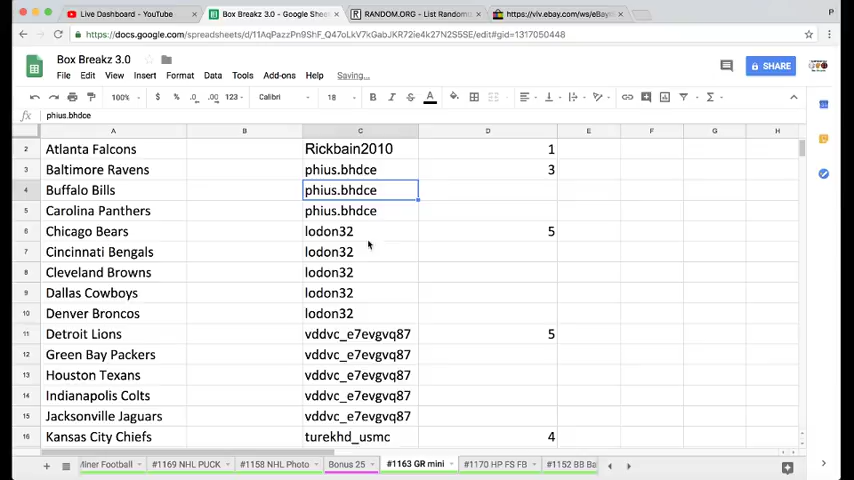 Live Dashboard - YouTube × Box Breakz 3.0 - Google Shee × RANDOM.ORG - List Randomi × https://viv.ebay.com/ws/eBayI ×
https://docs.google.com/spreadsheets/d/11AqPazzPn9ShF_Q47oLkV7kGabJKR72ie4k27N2S5SE/edit#gid=1317050448
Box Breakz 3.0
File Edit View Insert Format Data Tools Add-ons Help Saving...
SHARE
100% $ % .0 .00 123 Calibri 18 B I S A
phius.bhdce
A B C D E F G H
2 Atlanta Falcons Rickbain2010 1
3 Baltimore Ravens phius.bhdce 3
4 Buffalo Bills phius.bhdce
5 Carolina Panthers phius.bhdce
6 Chicago Bears lodon32 5
7 Cincinnati Bengals lodon32
8 Cleveland Browns lodon32
9 Dallas Cowboys lodon32
10 Denver Broncos lodon32
11 Detroit Lions vddvc_e7evgvq87 5
12 Green Bay Packers vddvc_e7evgvq87
13 Houston Texans vddvc_e7evgvq87
14 Indianapolis Colts vddvc_e7evgvq87
15 Jacksonville Jaguars vddvc_e7evgvq87
16 Kansas City Chiefs turekhd_usmc 4
Miner Football #1169 NHL PUCK #1158 NHL Photo Bonus 25 #1163 GR mini #1170 HP FS FB #1152 BB Ba